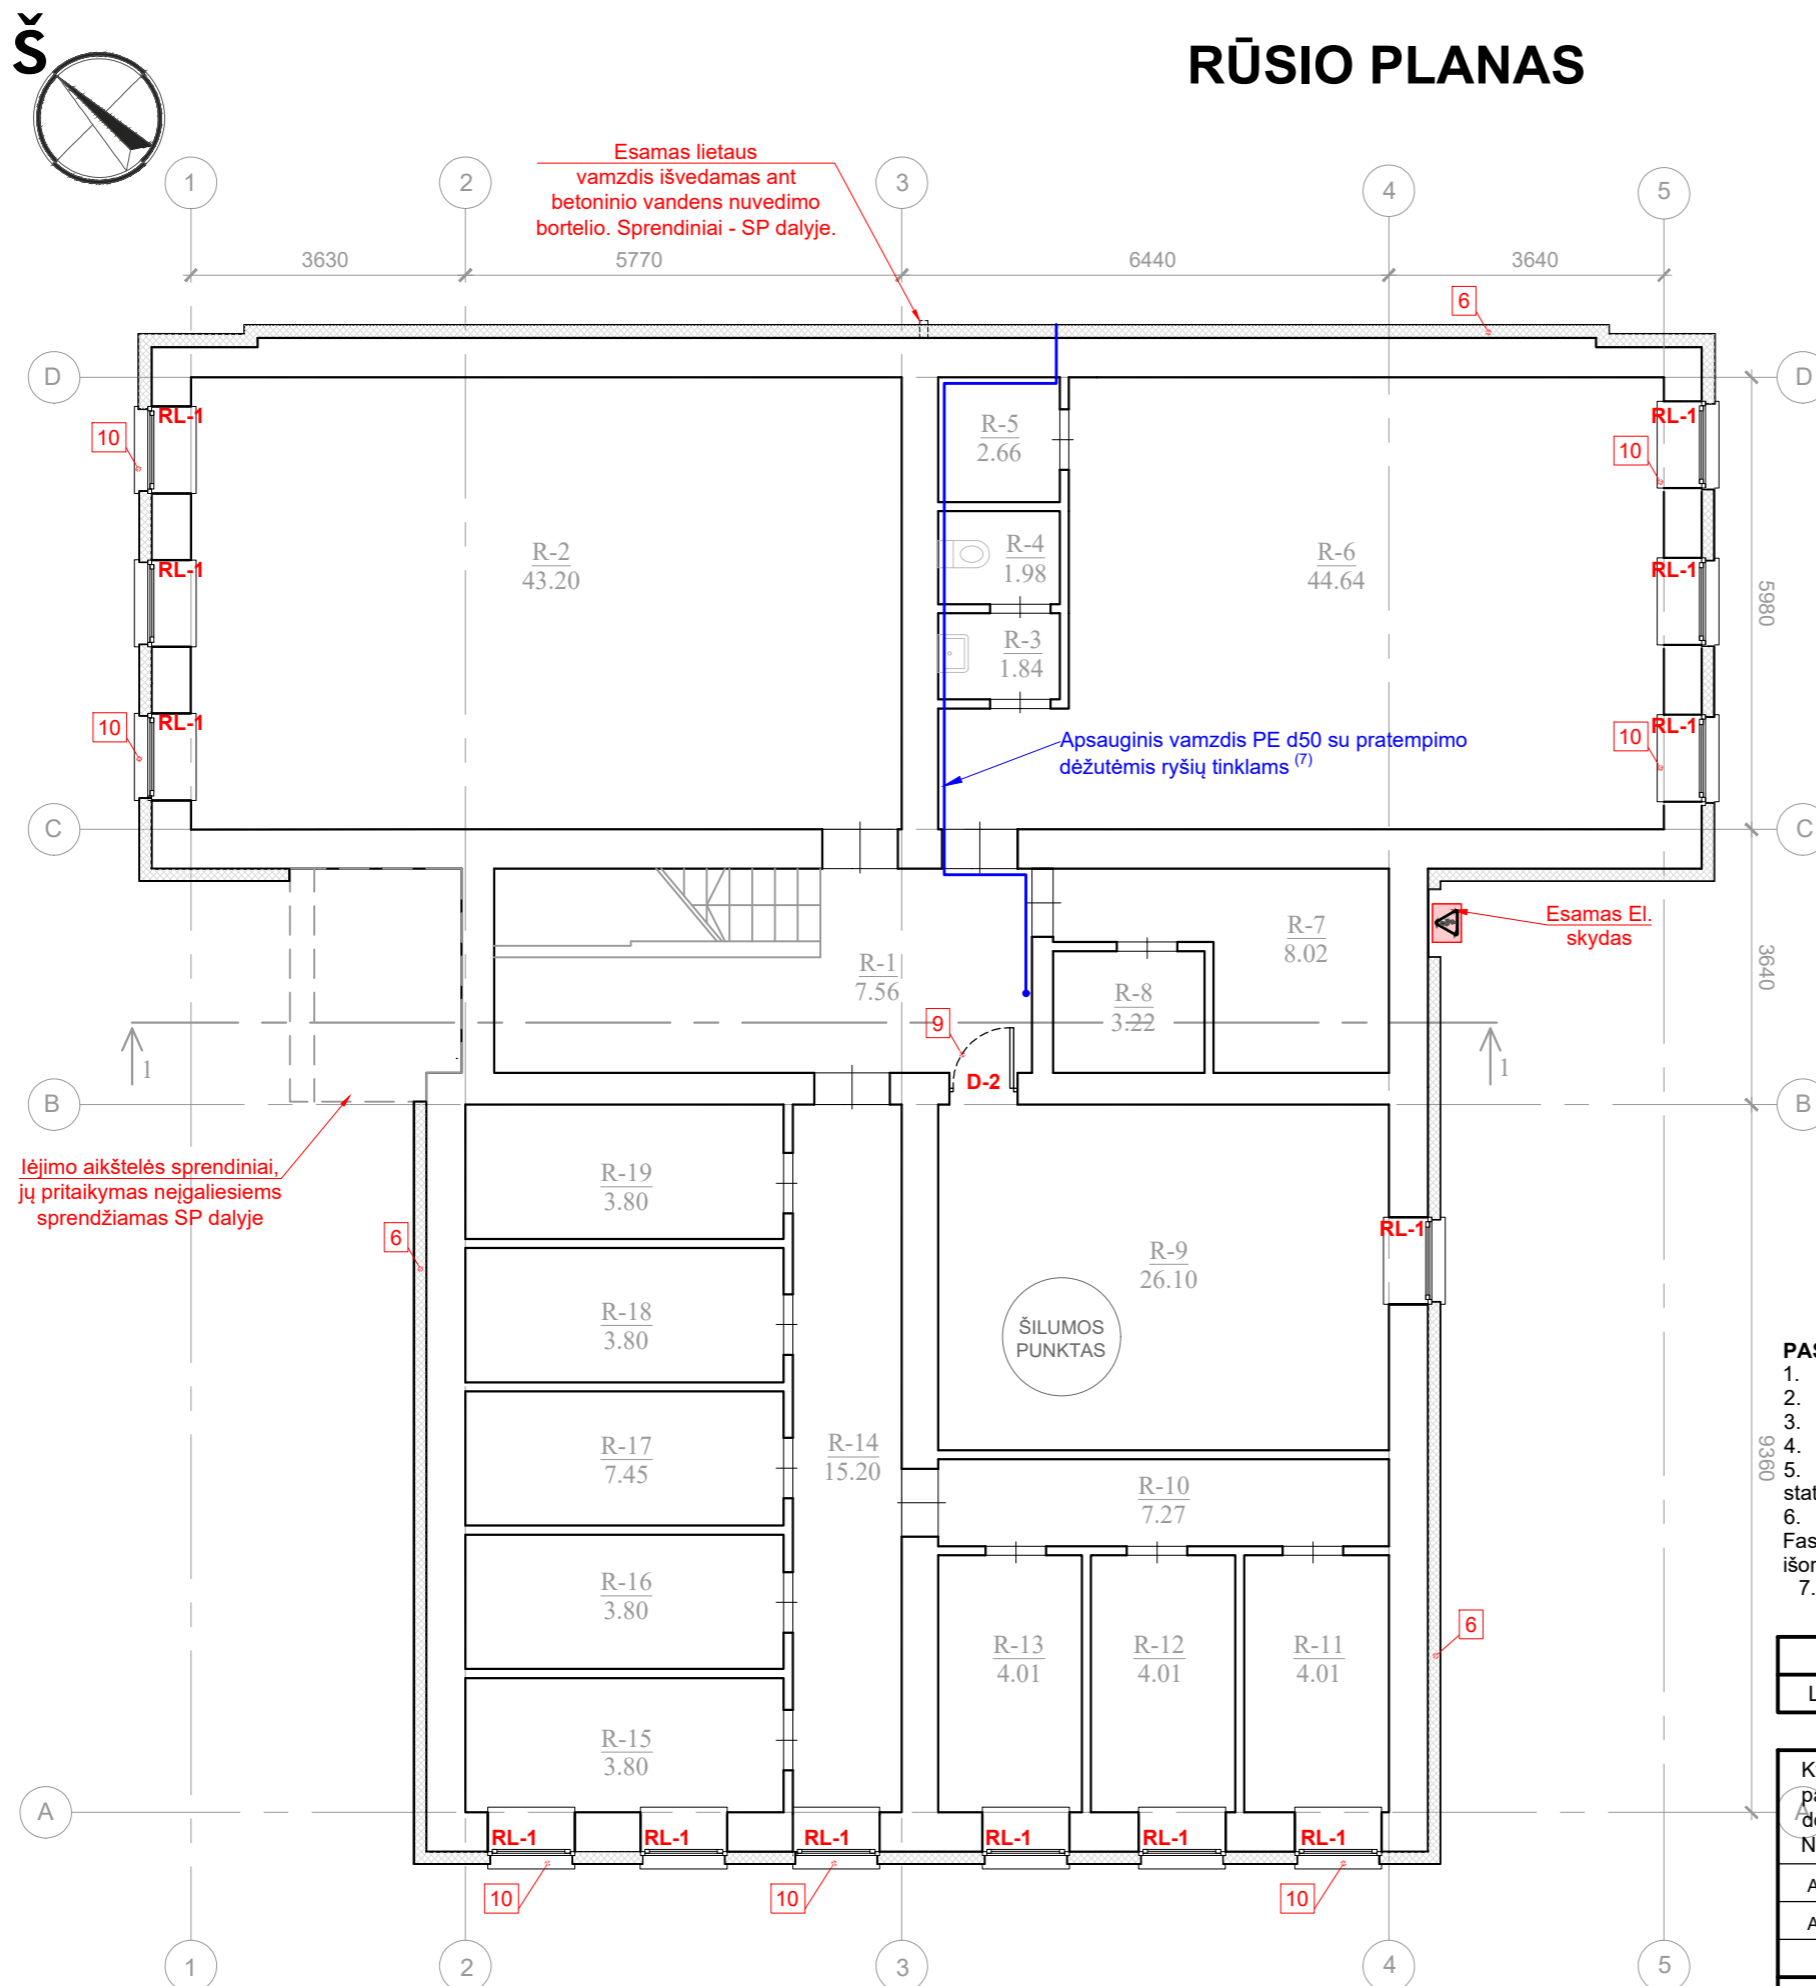 Š
RŪSIO PLANAS
Esamas lietaus
vamzdis išvedamas ant
betoninio vandens nuvedimo
bortelio. Sprendiniai - SP dalyje.
1
2
3
4
5
3630
5770
6440
3640
6
D
D
RL-1
10
RL-1
10
R-5
2.66
R-2
43.20
R-4
1.98
R-6
44.64
RL-1
RL-1
5980
R-3
1.84
RL-1
10
RL-1
10
Apsauginis vamzdis PE d50 su pratempimo
dėžutėmis ryšių tinklams (7)
C
C
Esamas El.
skydas
R-7
8.02
R-1
7.56
R-8
3.22
3640
9
1
1
D-2
B
B
Iėjimo aikštelės sprendiniai,
jų pritaikymas neįgaliesiems
sprendžiamas SP dalyje
6
R-19
3.80
RL-1
R-9
26.10
R-18
3.80
ŠILUMOS
PUNKTAS
R-17
7.45
R-14
15.20
9360
R-10
7.27
R-16
3.80
R-13
4.01
R-12
4.01
R-11
4.01
6
R-15
3.80
A
A
RL-1
RL-1
RL-1
RL-1
RL-1
RL-1
10
10
10
1
2
3
4
5
PAS
1.
2.
3.
4.
5.
stat
6.
Fas
išor
7.
L
K
pa
N
A
A